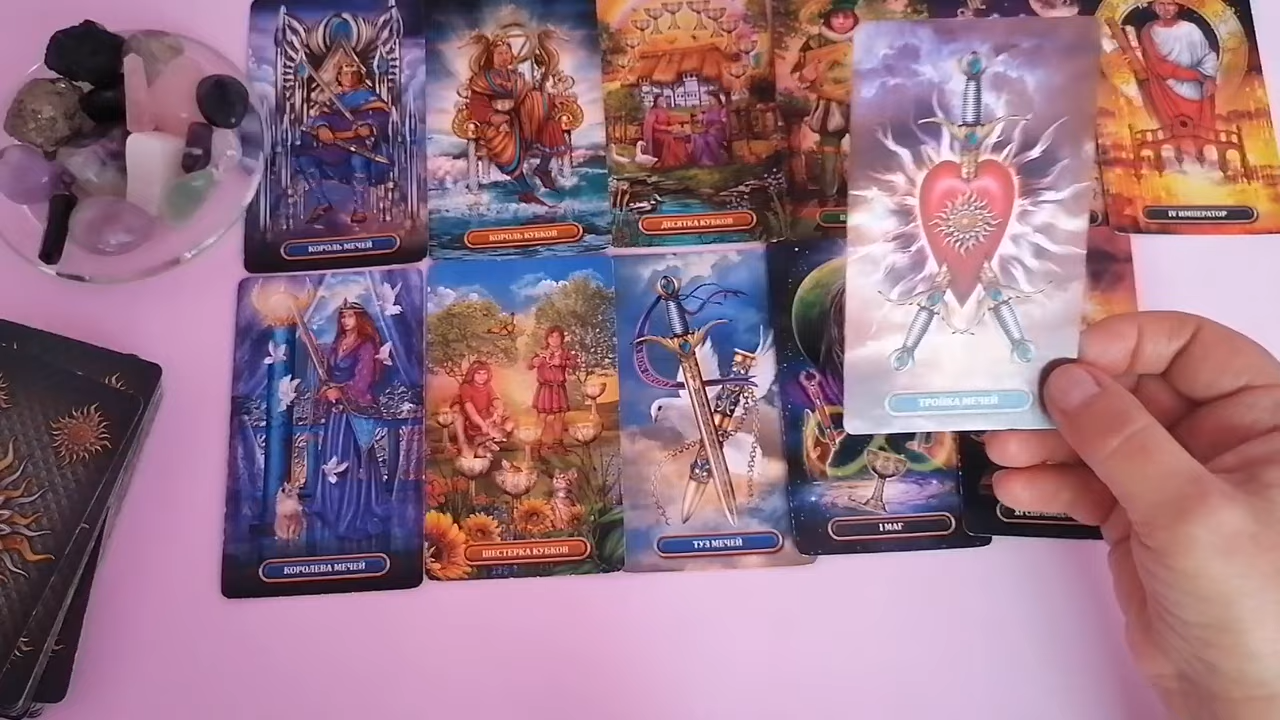 КОРОЛЬ МЕЧЕЙ
КОРОЛЬ КУБКОВ
ДЕСЯТКА КУБКОВ
IV ИМПЕРАТОР
ТРОЙКА МЕЧЕЙ
КОРОЛЕВА МЕЧЕЙ
ШЕСТЕРКА КУБКОВ
ТУЗ МЕЧЕЙ
I МАГ